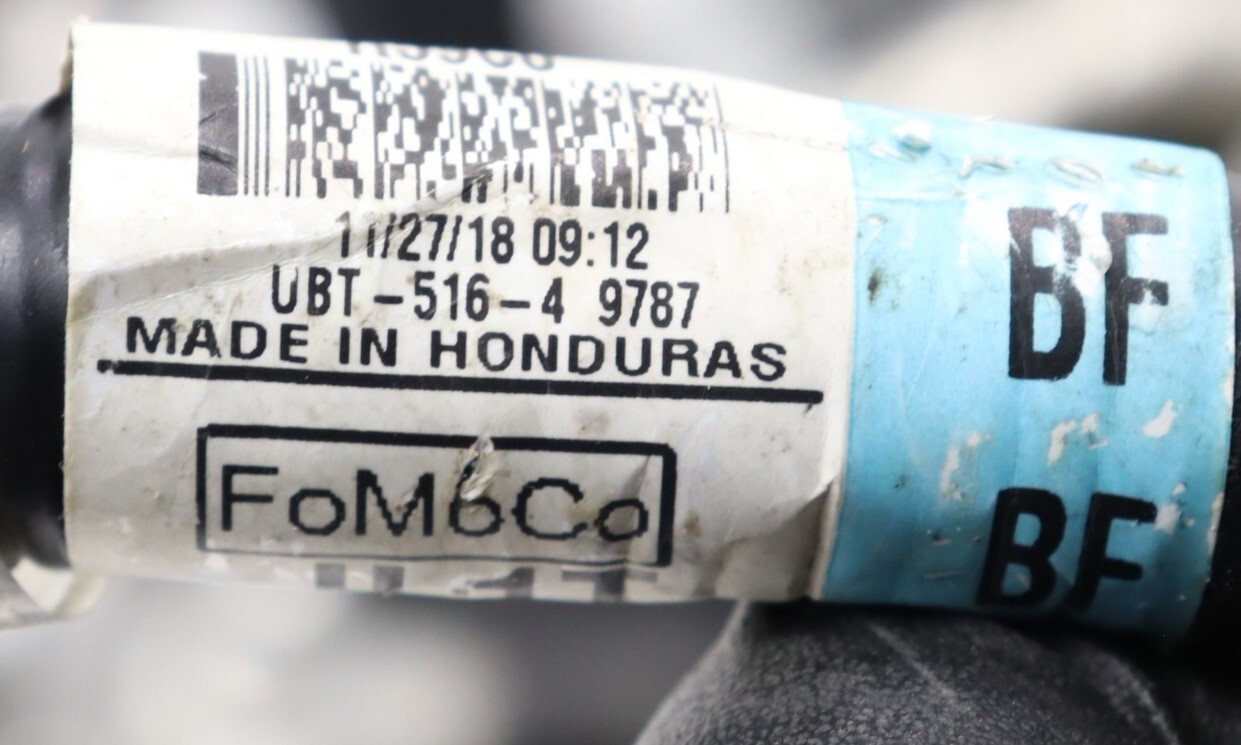 11/27/18 09:12
UBT-516-4 9787
MADE IN HONDURAS
FoMoCo
BF
BF